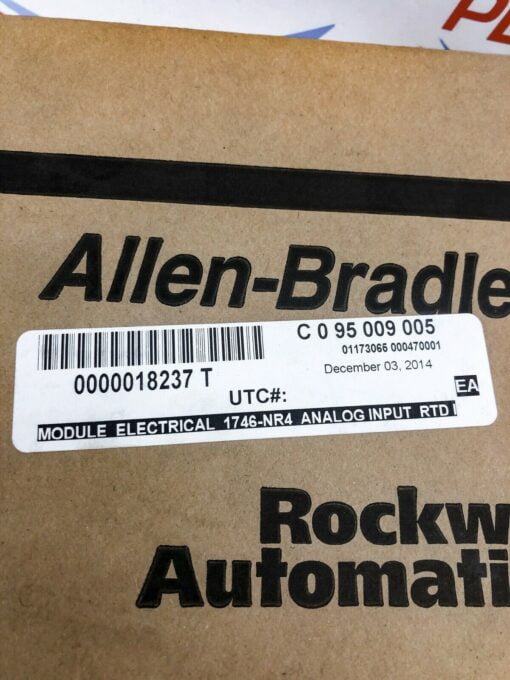 Allen-Bradle
C 0 95 009 005
01173066 000470001
0000018237 T
December 03, 2014
UTC#:
EA
MODULE ELECTRICAL 1746-NR4 ANALOG INPUT RTD I
Rockw
Automati